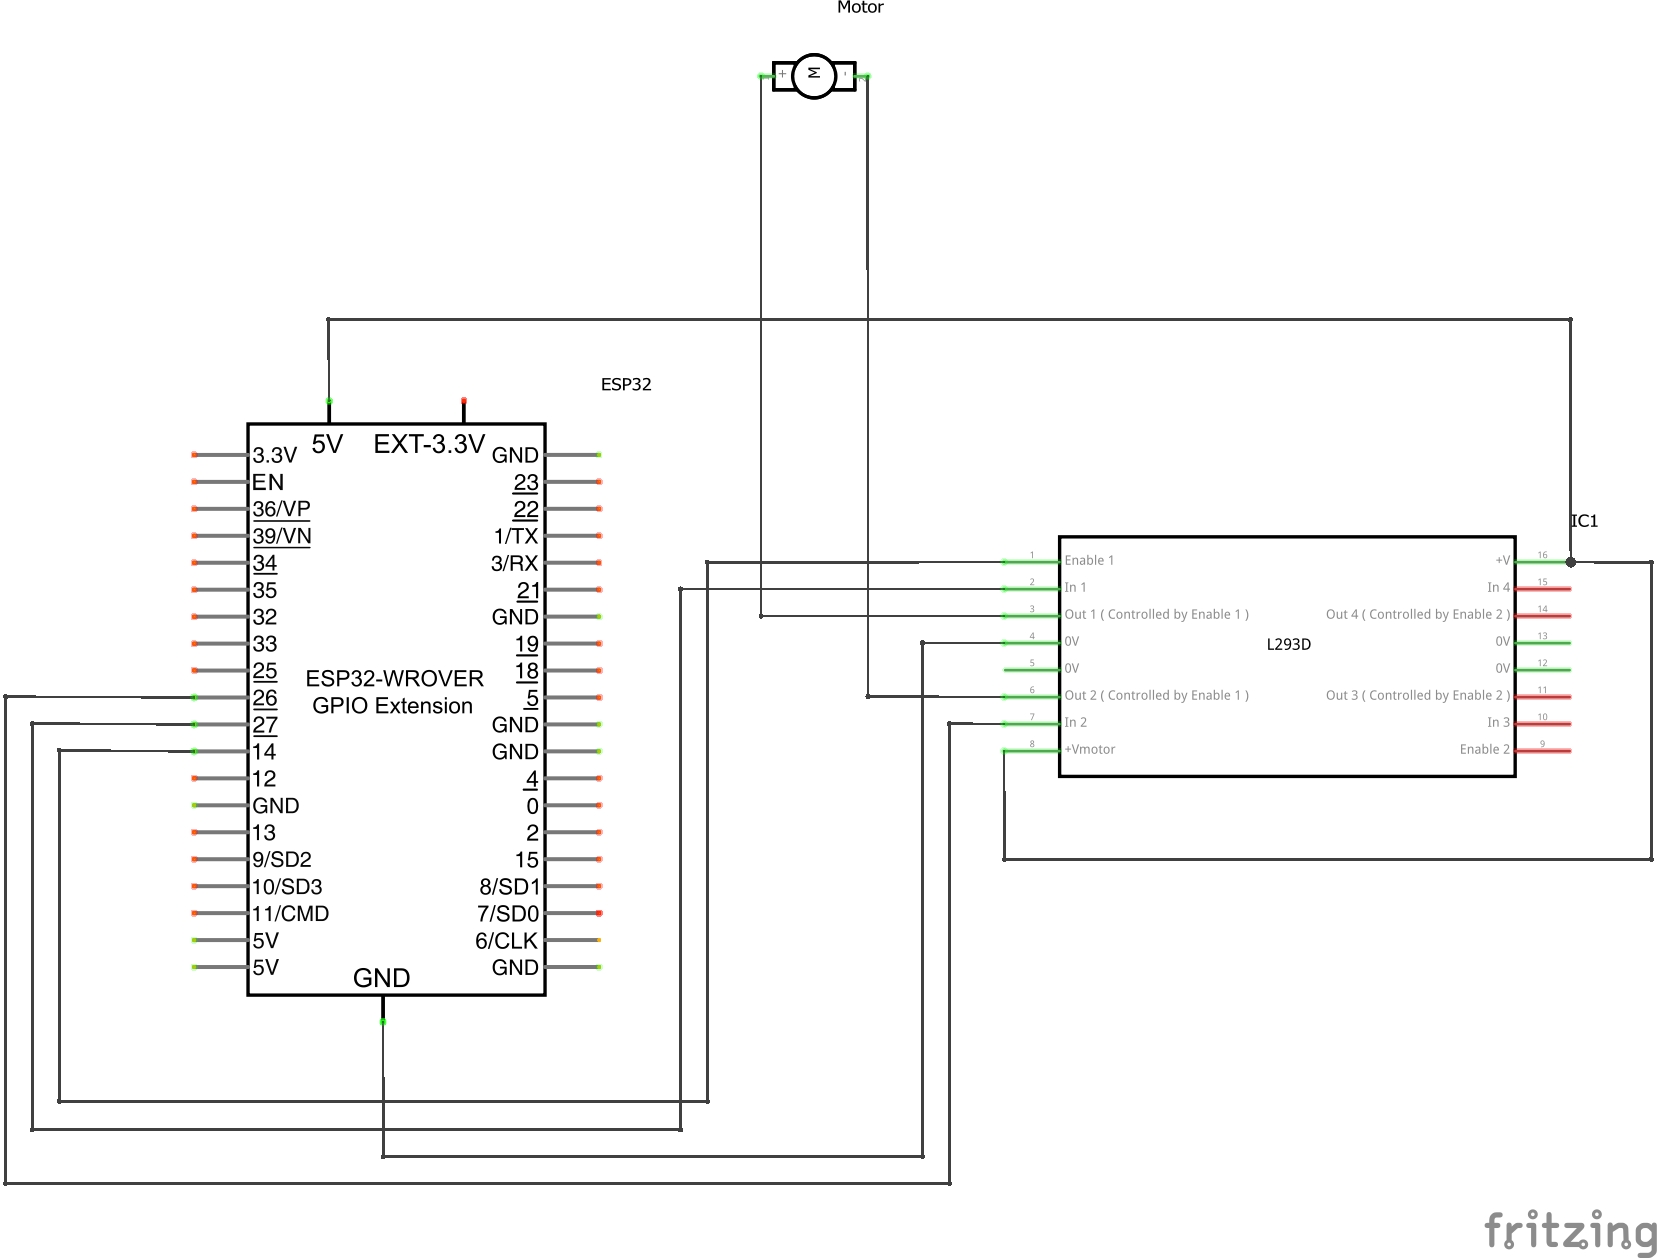 Motor
+
M
-
ESP32
5V EXT-3.3V
3.3V GND
EN 23
36/VP 22
39/VN 1/TX
34 3/RX
35 21
32 GND
33 19
25 18
26 5
27 GND
14 GND
12 4
GND 0
13 2
9/SD2 15
10/SD3 8/SD1
11/CMD 7/SD0
5V 6/CLK
5V GND
ESP32-WROVER
GPIO Extension
GND
IC1
1 Enable 1 +V 16
2 In 1 In 4 15
3 Out 1 ( Controlled by Enable 1 ) Out 4 ( Controlled by Enable 2 ) 14
4 0V 0V 13
L293D
5 0V 0V 12
6 Out 2 ( Controlled by Enable 1 ) Out 3 ( Controlled by Enable 2 ) 11
7 In 2 In 3 10
8 +Vmotor Enable 2 9
fritzing